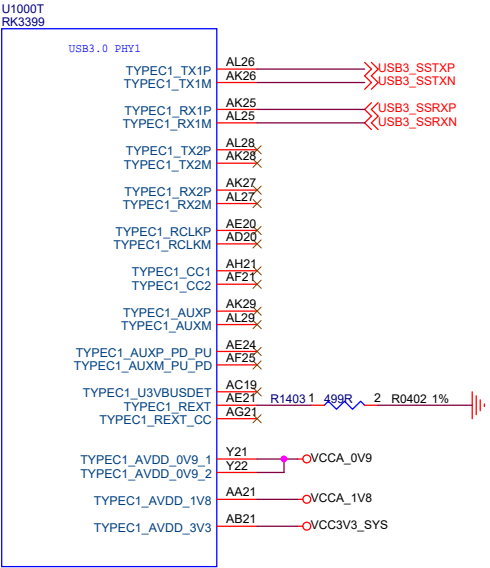 U1000T
RK3399
USB3.0 PHY1
TYPEC1_TX1P AL26 USB3_SSTXP
TYPEC1_TX1M AK26 USB3_SSTXN
TYPEC1_RX1P AK25 USB3_SSRXP
TYPEC1_RX1M AL25 USB3_SSRXN
TYPEC1_TX2P AL28
TYPEC1_TX2M AK28
TYPEC1_RX2P AK27
TYPEC1_RX2M AL27
TYPEC1_RCLKP AE20
TYPEC1_RCLKM AD20
TYPEC1_CC1 AH21
TYPEC1_CC2 AF21
TYPEC1_AUXP AK29
TYPEC1_AUXM AL29
TYPEC1_AUXP_PD_PU AE24
TYPEC1_AUXM_PU_PD AF25
TYPEC1_U3VBUSDET AC19
TYPEC1_REXT AE21 R1403 1 499R 2 R0402 1%
TYPEC1_REXT_CC AG21
TYPEC1_AVDD_0V9_1 Y21 VCCA_0V9
TYPEC1_AVDD_0V9_2 Y22
TYPEC1_AVDD_1V8 AA21 VCCA_1V8
TYPEC1_AVDD_3V3 AB21 VCC3V3_SYS